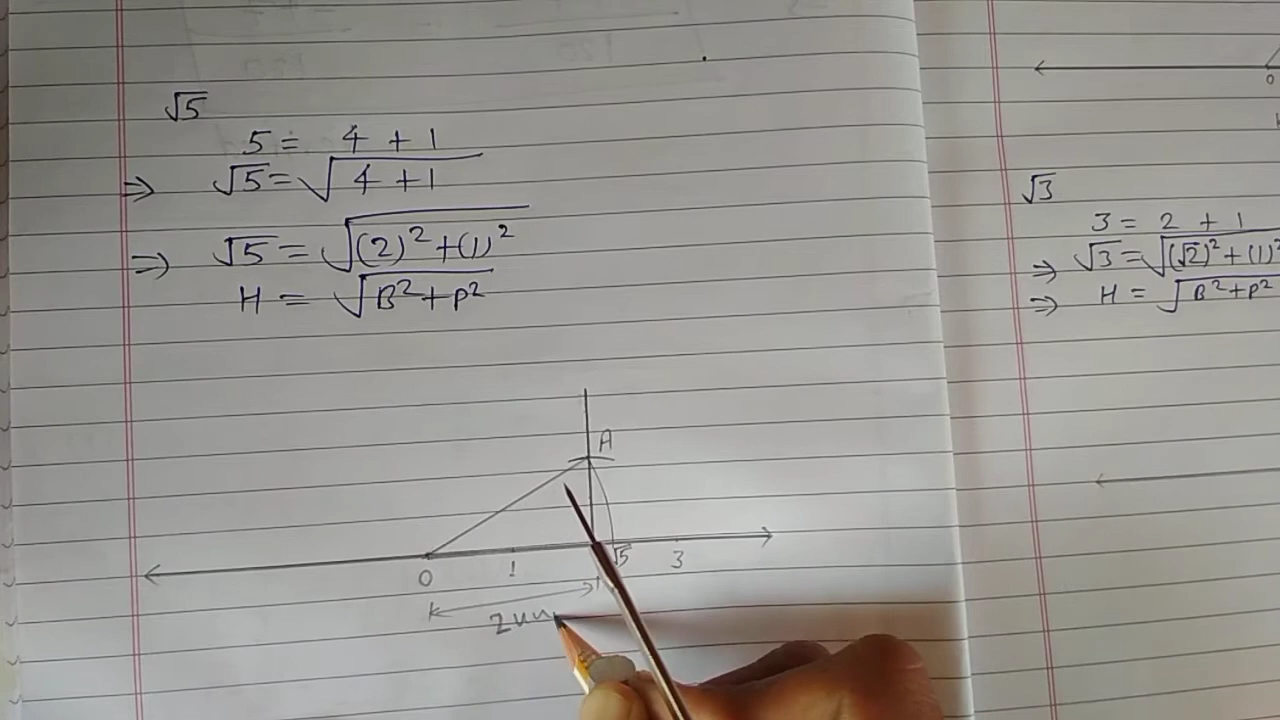 √5
5 = 4 + 1
⇒ √5 = √4 + 1
⇒ √5 = √(2)² + (1)²
H = √B² + P²
A
0 1 √5 3
√3
3 = 2 + 1
⇒ √3 = √(√2)² + (1)²
⇒ H = √B² + P²
0